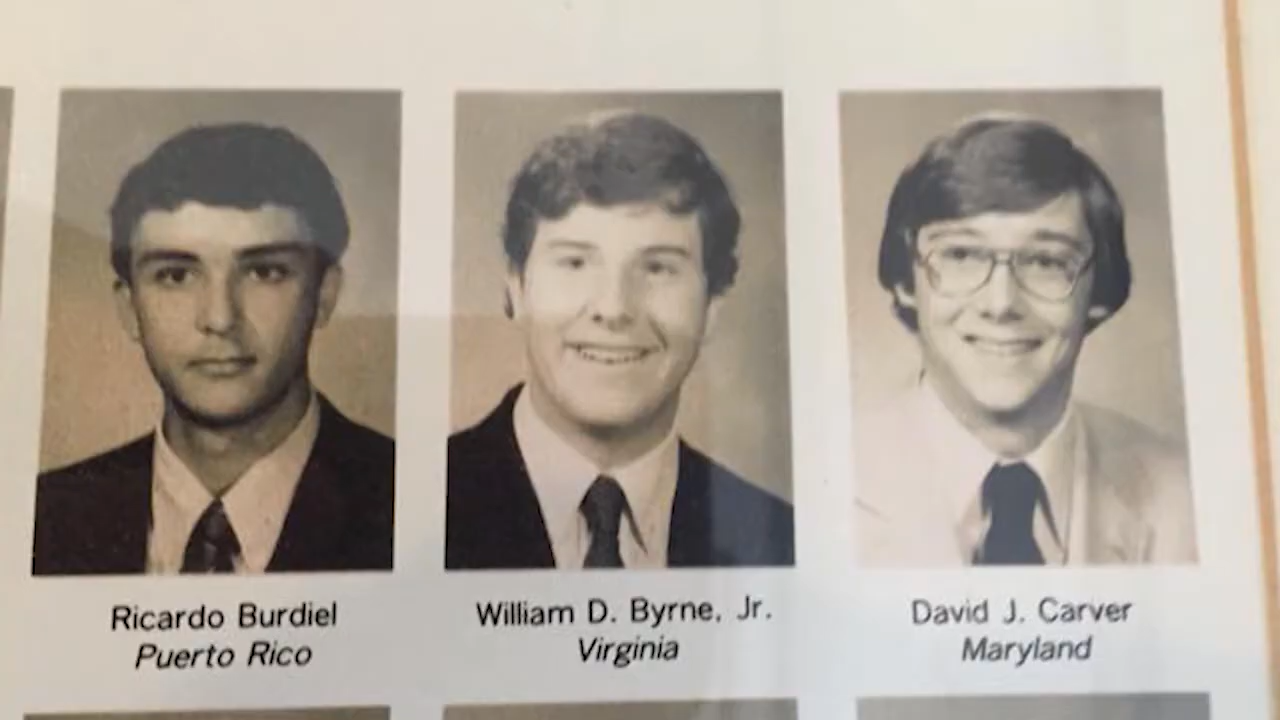 Ricardo Burdiel
Puerto Rico
William D. Byrne, Jr.
Virginia
David J. Carver
Maryland